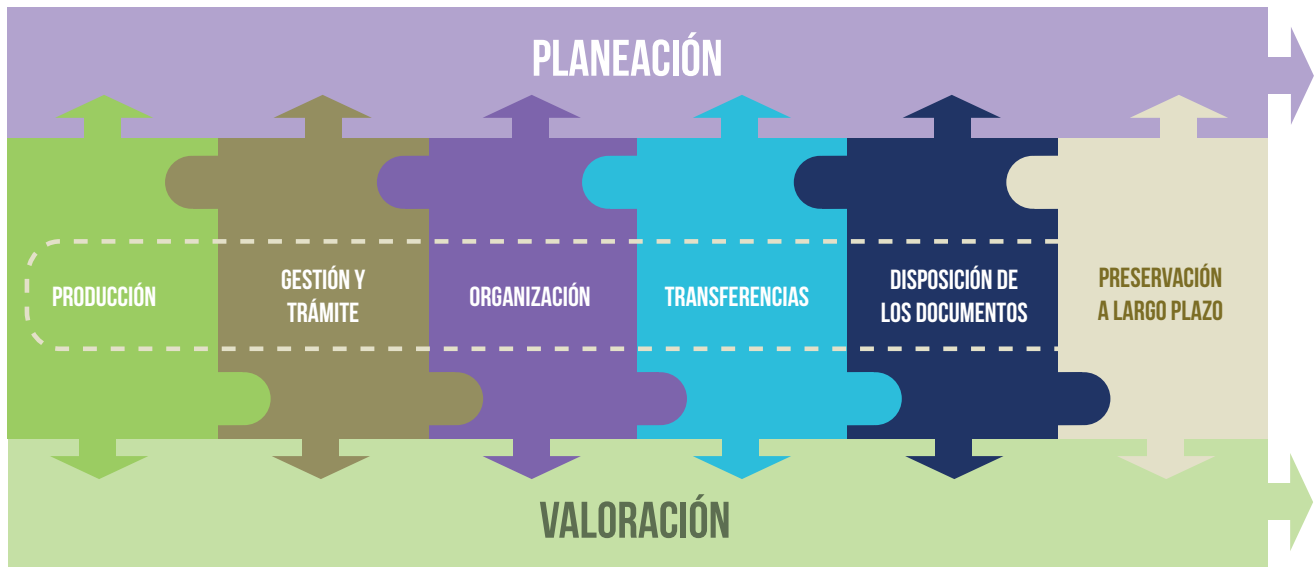 PLANEACIÓN
PRODUCCIÓN
GESTIÓN Y
TRÁMITE
ORGANIZACIÓN
TRANSFERENCIAS
DISPOSICIÓN DE
LOS DOCUMENTOS
PRESERVACIÓN
A LARGO PLAZO
VALORACIÓN